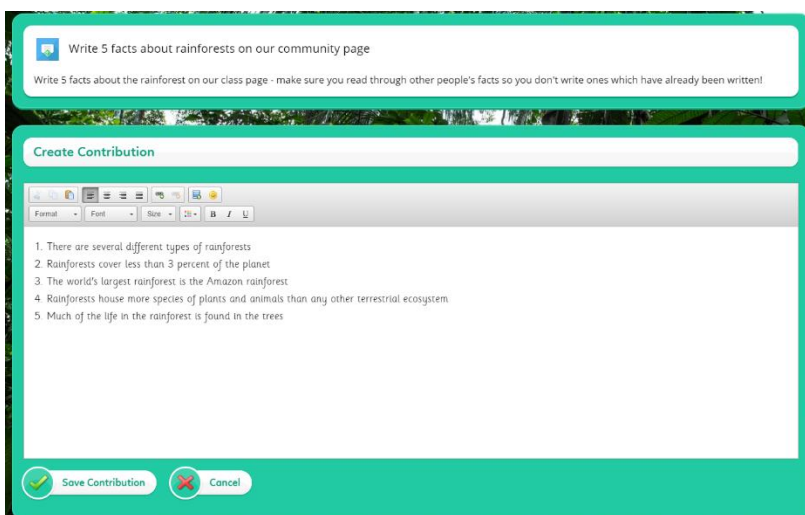 Write 5 facts about rainforests on our community page
Write 5 facts about the rainforest on our class page - make sure you read through other people's facts so you don't write ones which have already been written!
Create Contribution
Format Font Size B I U
1. There are several different types of rainforests
2. Rainforests cover less than 3 percent of the planet
3. The world's largest rainforest is the Amazon rainforest
4. Rainforests house more species of plants and animals than any other terrestrial ecosystem
5. Much of the life in the rainforest is found in the trees
Save Contribution Cancel